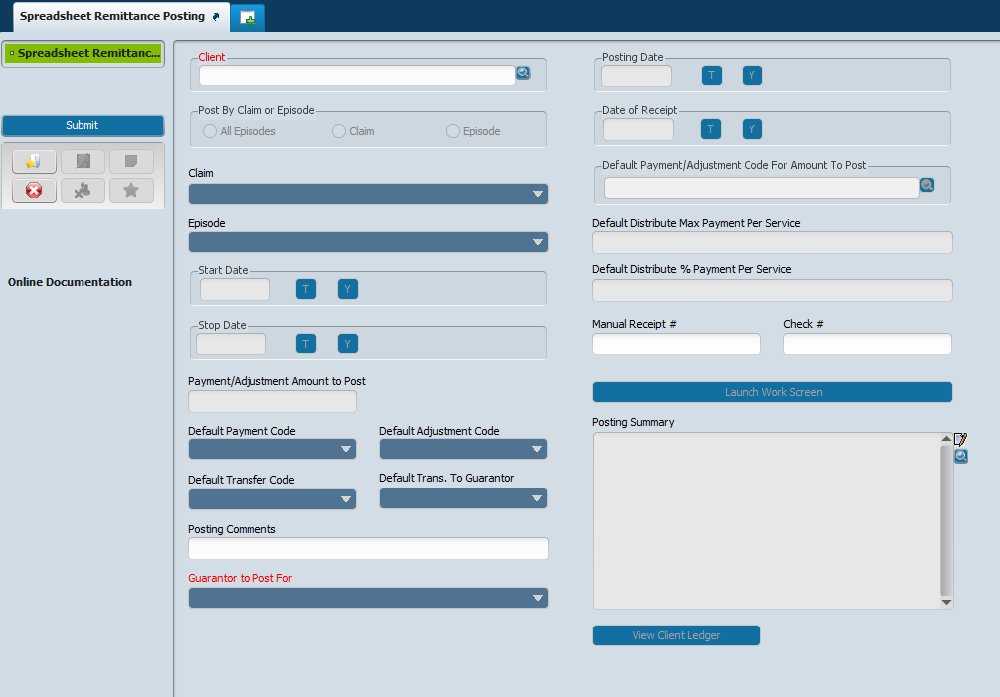 Spreadsheet Remittance Posting
Spreadsheet Remittanc...
Submit
Online Documentation
Client
Post By Claim or Episode
All Episodes
Claim
Episode
Claim
Episode
Start Date
T
Y
Stop Date
T
Y
Payment/Adjustment Amount to Post
Default Payment Code
Default Adjustment Code
Default Transfer Code
Default Trans. To Guarantor
Posting Comments
Guarantor to Post For
Posting Date
T
Y
Date of Receipt
T
Y
Default Payment/Adjustment Code For Amount To Post
Default Distribute Max Payment Per Service
Default Distribute % Payment Per Service
Manual Receipt #
Check #
Launch Work Screen
Posting Summary
View Client Ledger